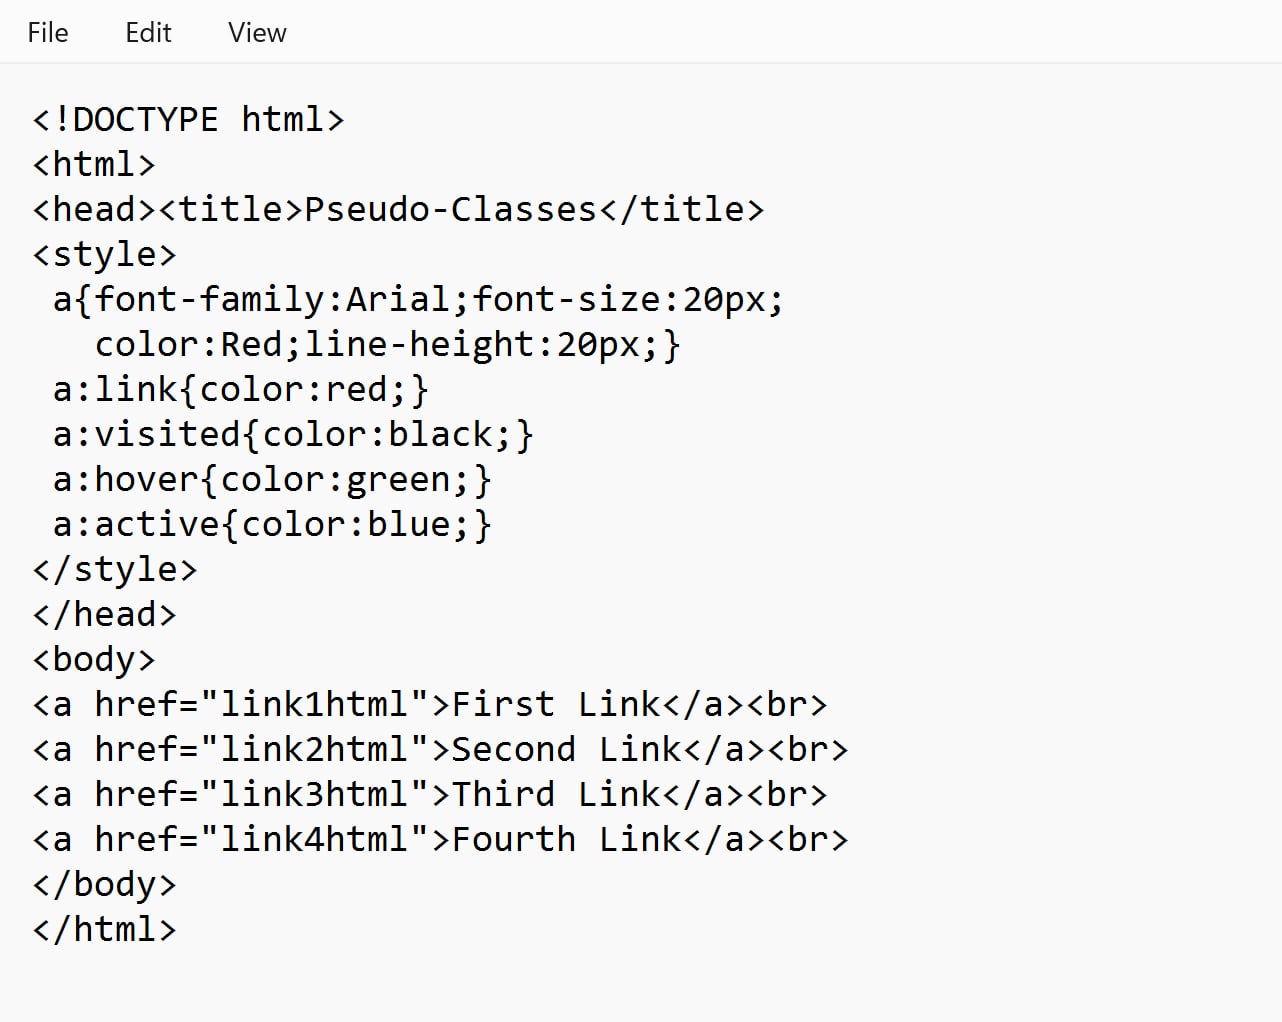 File Edit View
<!DOCTYPE html>
<html>
<head><title>Pseudo-Classes</title>
<style>
 a{font-family:Arial;font-size:20px;
   color:Red;line-height:20px;}
 a:link{color:red;}
 a:visited{color:black;}
 a:hover{color:green;}
 a:active{color:blue;}
</style>
</head>
<body>
<a href="link1html">First Link</a><br>
<a href="link2html">Second Link</a><br>
<a href="link3html">Third Link</a><br>
<a href="link4html">Fourth Link</a><br>
</body>
</html>